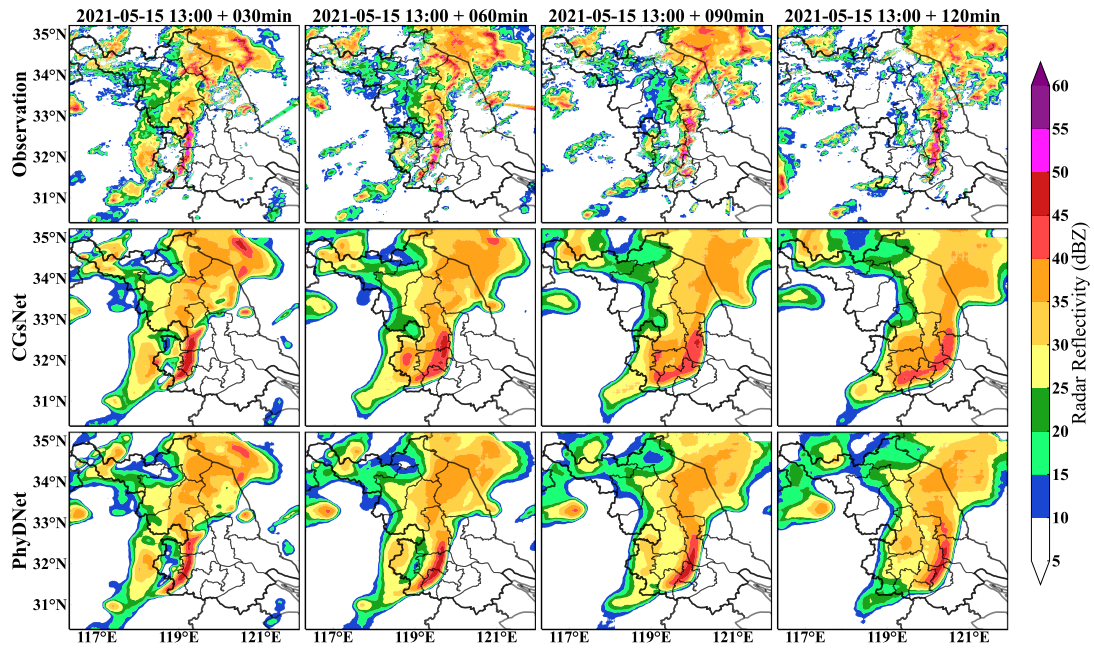 2021-05-15 13:00 + 030min 2021-05-15 13:00 + 060min 2021-05-15 13:00 + 090min 2021-05-15 13:00 + 120min
Observation
35°N
34°N
33°N
32°N
31°N
CGsNet
35°N
34°N
33°N
32°N
31°N
PhyDNet
35°N
34°N
33°N
32°N
31°N
117°E 119°E 121°E 117°E 119°E 121°E 117°E 119°E 121°E 117°E 119°E 121°E
60
55
50
45
40
35
30
25
20
15
10
5
Radar Reflectivity (dBZ)